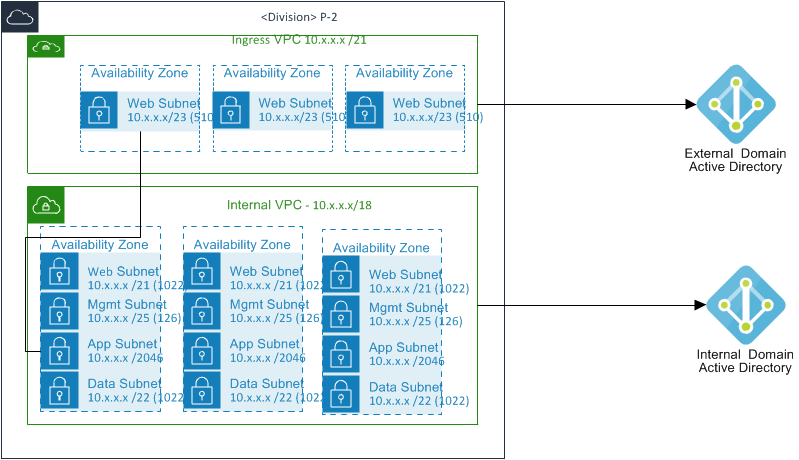 <Division> P-2
Ingress VPC 10.x.x.x /21
Availability Zone
Web Subnet
10.x.x.x/23 (510)
Availability Zone
Web Subnet
10.x.x.x/23 (510)
Availability Zone
Web Subnet
10.x.x.x/23 (510)
External Domain
Active Directory
Internal VPC - 10.x.x.x/18
Availability Zone
Web Subnet
10.x.x.x /21 (1022
Mgmt Subnet
10.x.x.x /25 (126)
App Subnet
10.x.x.x /2046
Data Subnet
10.x.x.x /22 (1022
Availability Zone
Web Subnet
10.x.x.x /21 (1022
Mgmt Subnet
10.x.x.x /25 (126)
App Subnet
10.x.x.x /2046
Data Subnet
10.x.x.x /22 (1022
Availability Zone
Web Subnet
10.x.x.x /21 (1022)
Mgmt Subnet
10.x.x.x /25 (126)
App Subnet
10.x.x.x /2046
Data Subnet
10.x.x.x /22 (1022)
Internal Domain
Active Directory